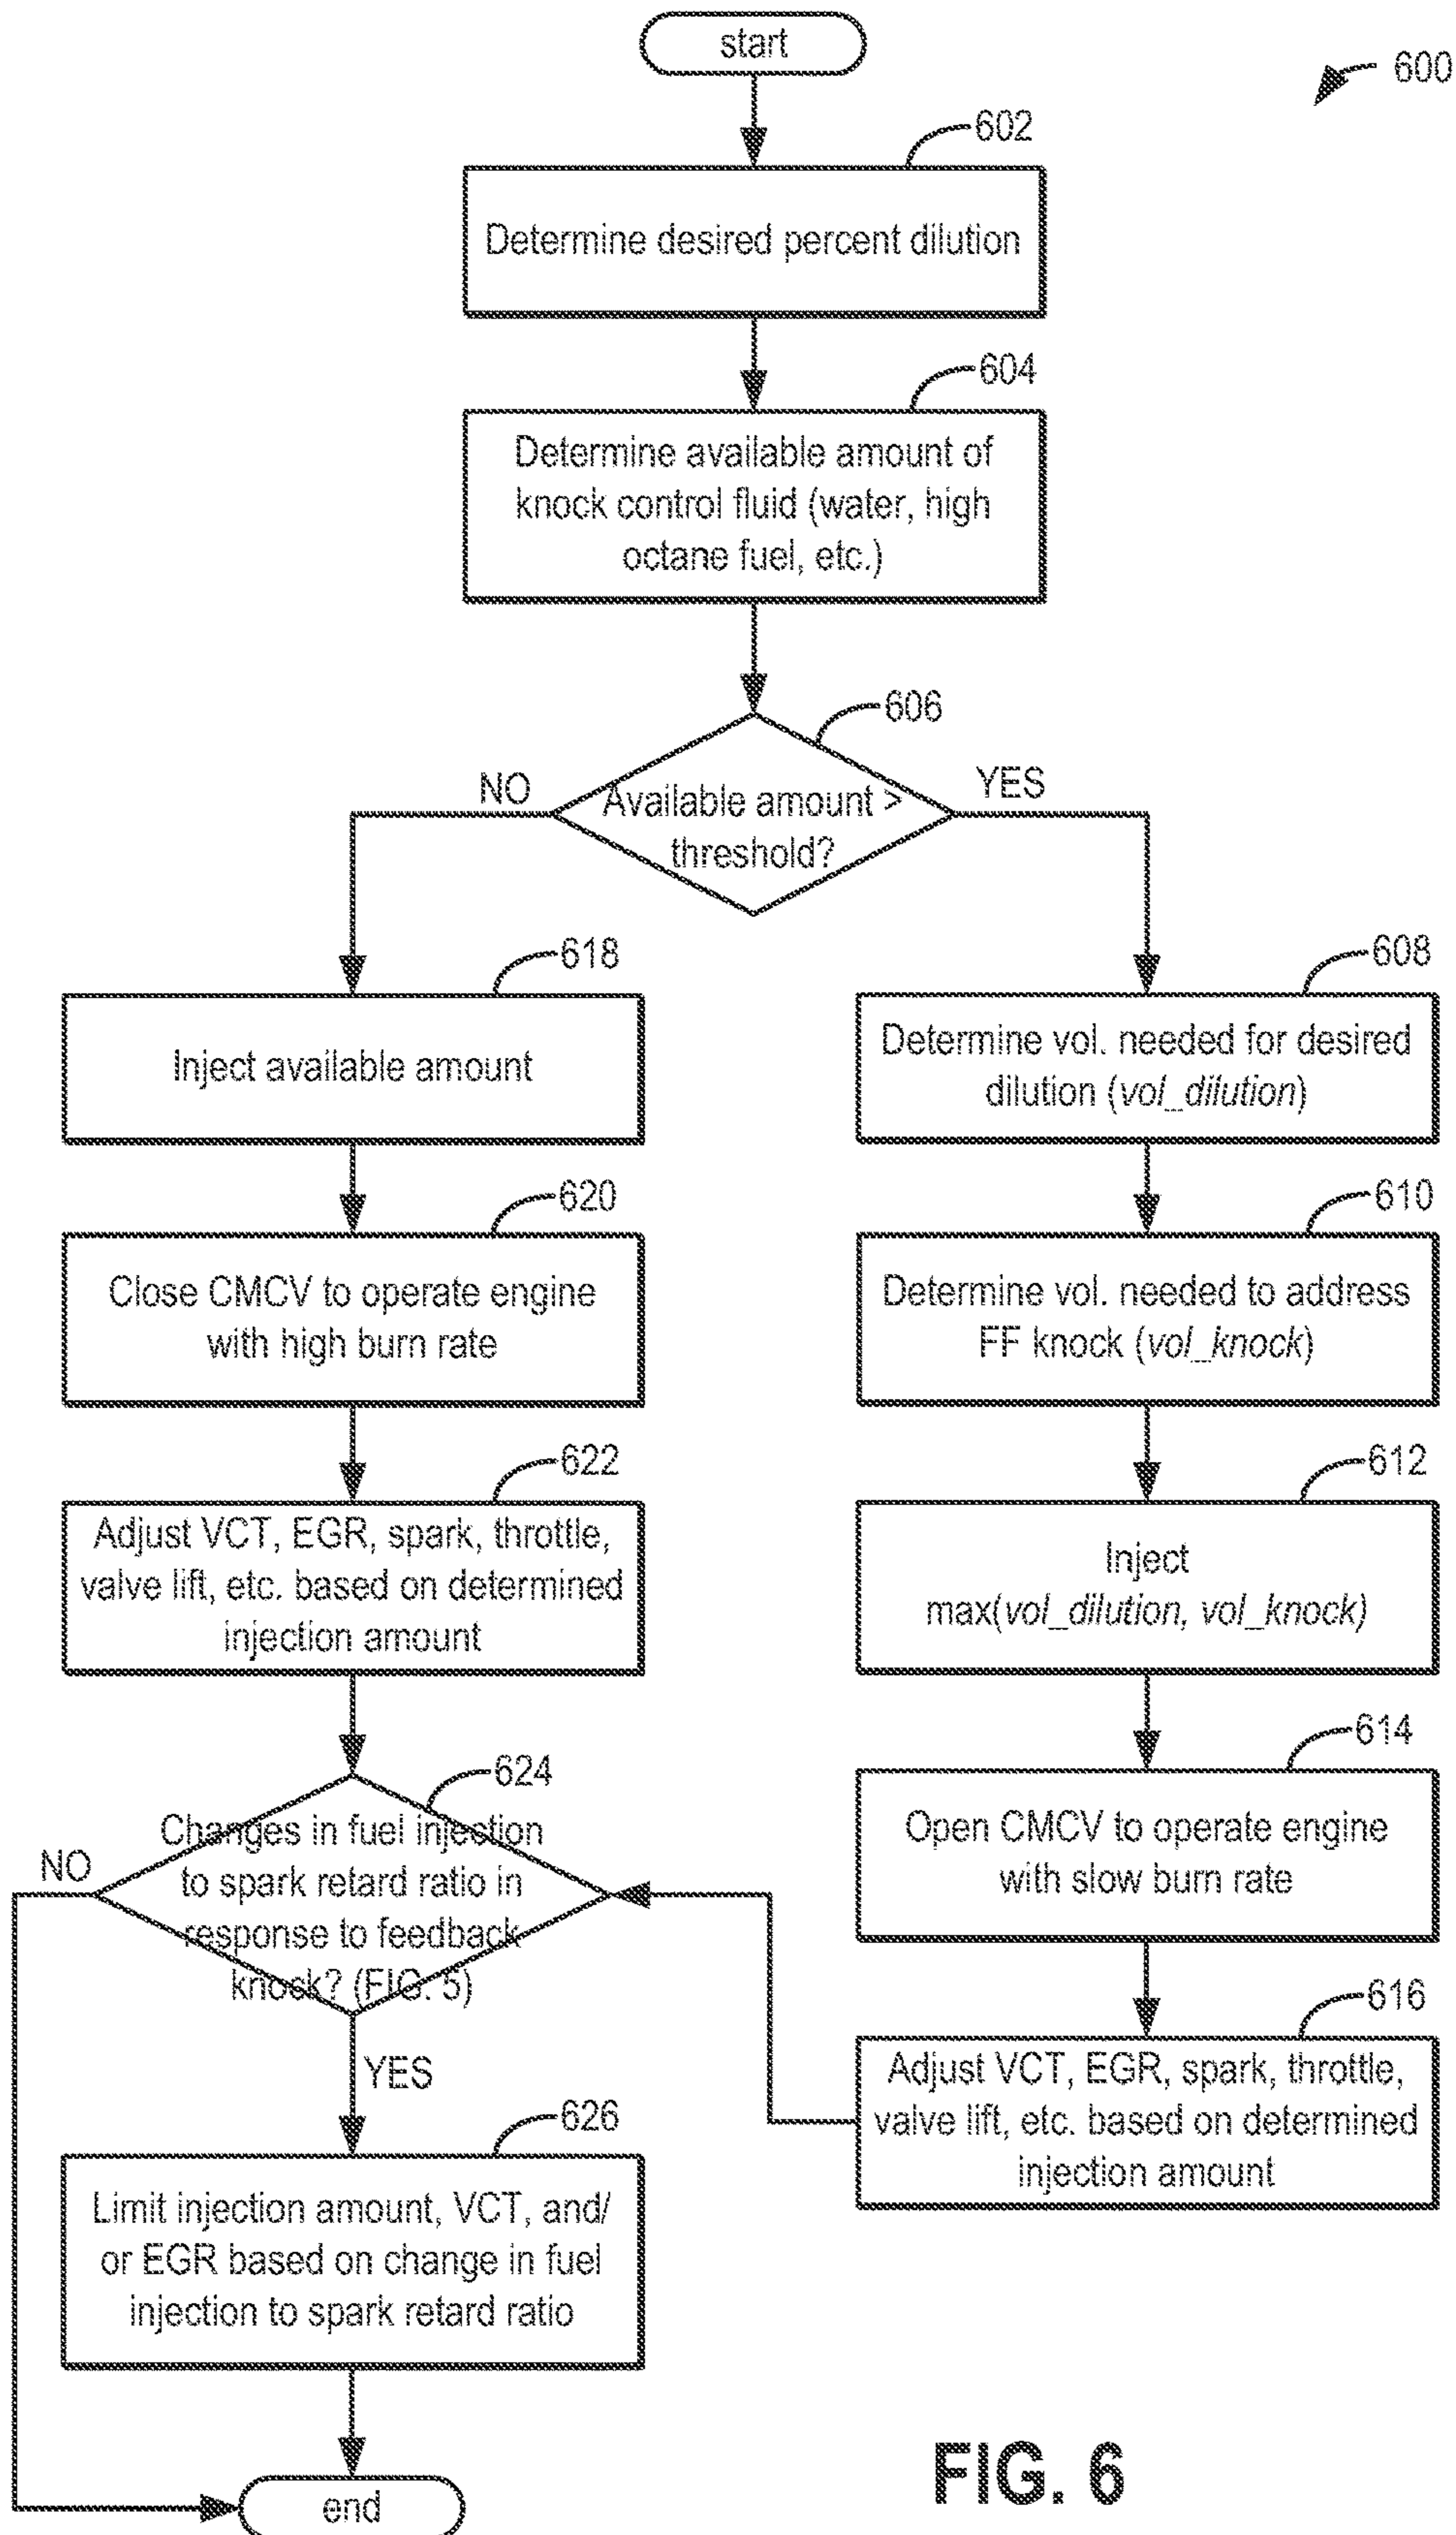 start
600
602
Determine desired percent dilution
604
Determine available amount of
knock control fluid (water, high
octane fuel, etc.)
606
NO
YES
Available amount >
threshold?
618
Inject available amount
620
Close CMCV to operate engine
with high burn rate
622
Adjust VCT, EGR, spark, throttle,
valve lift, etc. based on determined
injection amount
608
Determine vol. needed for desired
dilution (vol_dilution)
610
Determine vol. needed to address
FF knock (vol_knock)
612
Inject
max(vol_dilution, vol_knock)
614
Open CMCV to operate engine
with slow burn rate
616
Adjust VCT, EGR, spark, throttle,
valve lift, etc. based on determined
injection amount
624
Changes in fuel injection
to spark retard ratio in
response to feedback
knock? (FIG. 5)
NO
YES
626
Limit injection amount, VCT, and/
or EGR based on change in fuel
injection to spark retard ratio
end
FIG. 6